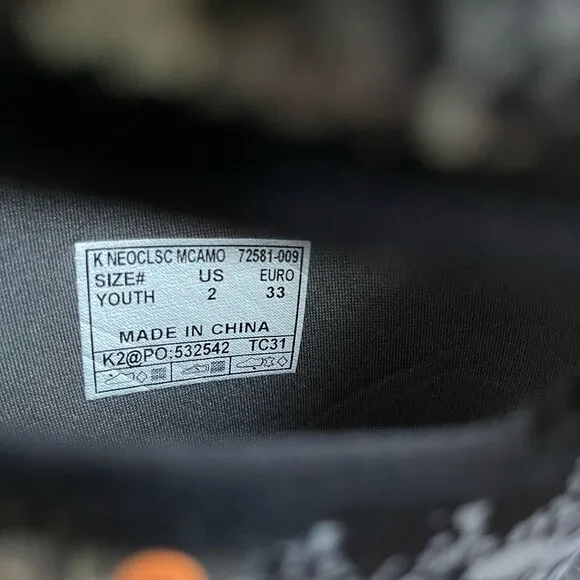 K NEOCLSC MCAMO 72581-009
SIZE# US EURO
YOUTH 2 33
MADE IN CHINA
K2@PO:532542 TC31